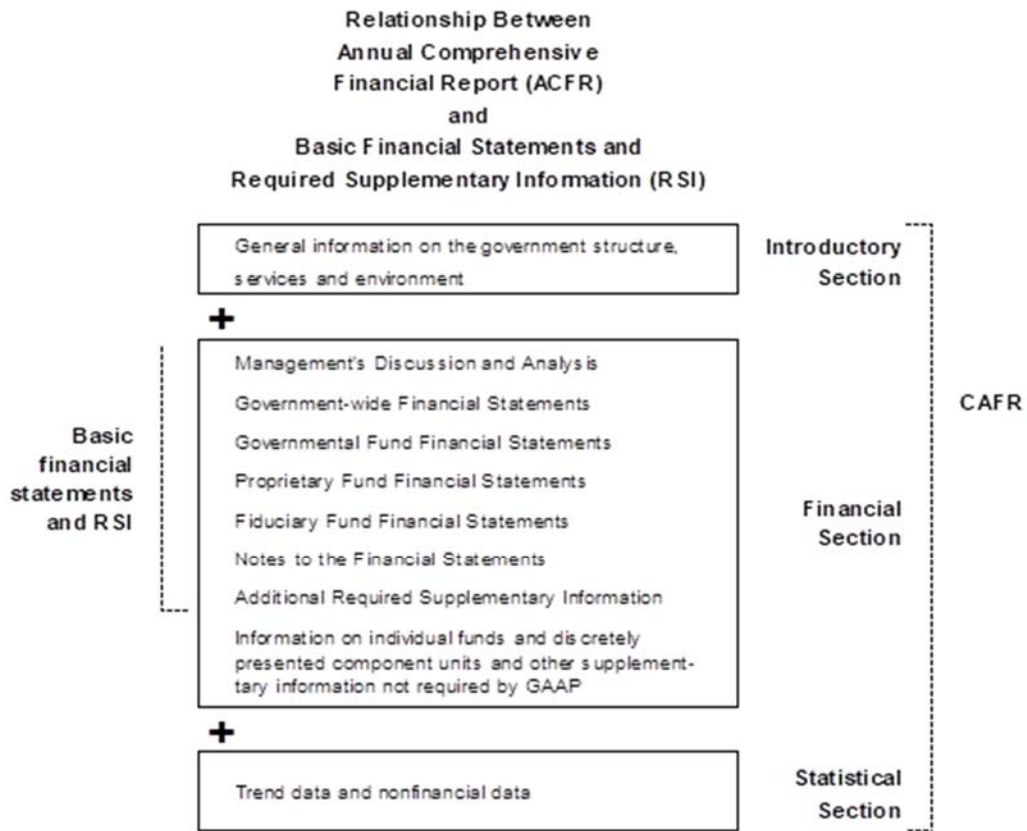 Relationship Between
Annual Comprehensive
Financial Report (ACFR)
and
Basic Financial Statements and
Required Supplementary Information (RSI)
General information on the government structure,
services and environment
Introductory
Section
+
Management's Discussion and Analysis
Government-wide Financial Statements
Governmental Fund Financial Statements
Proprietary Fund Financial Statements
Fiduciary Fund Financial Statements
Notes to the Financial Statements
Additional Required Supplementary Information
Information on individual funds and discretely
presented component units and other supplemen-
tary information not required by GAAP
Basic
financial
statements
and RSI
Financial
Section
CAFR
+
Trend data and nonfinancial data
Statistical
Section